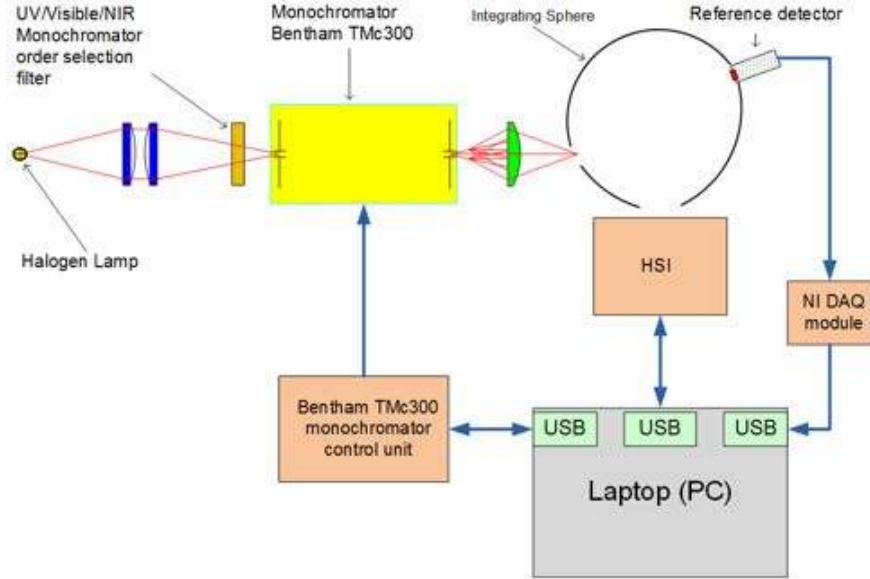 UV/Visible/NIR
Monochromator
order selection
filter
Monochromator
Bentham TMc300
Integrating Sphere
Reference detector
Halogen Lamp
HSI
NI DAQ
module
Bentham TMc300
monochromator
control unit
USB
USB
USB
Laptop (PC)